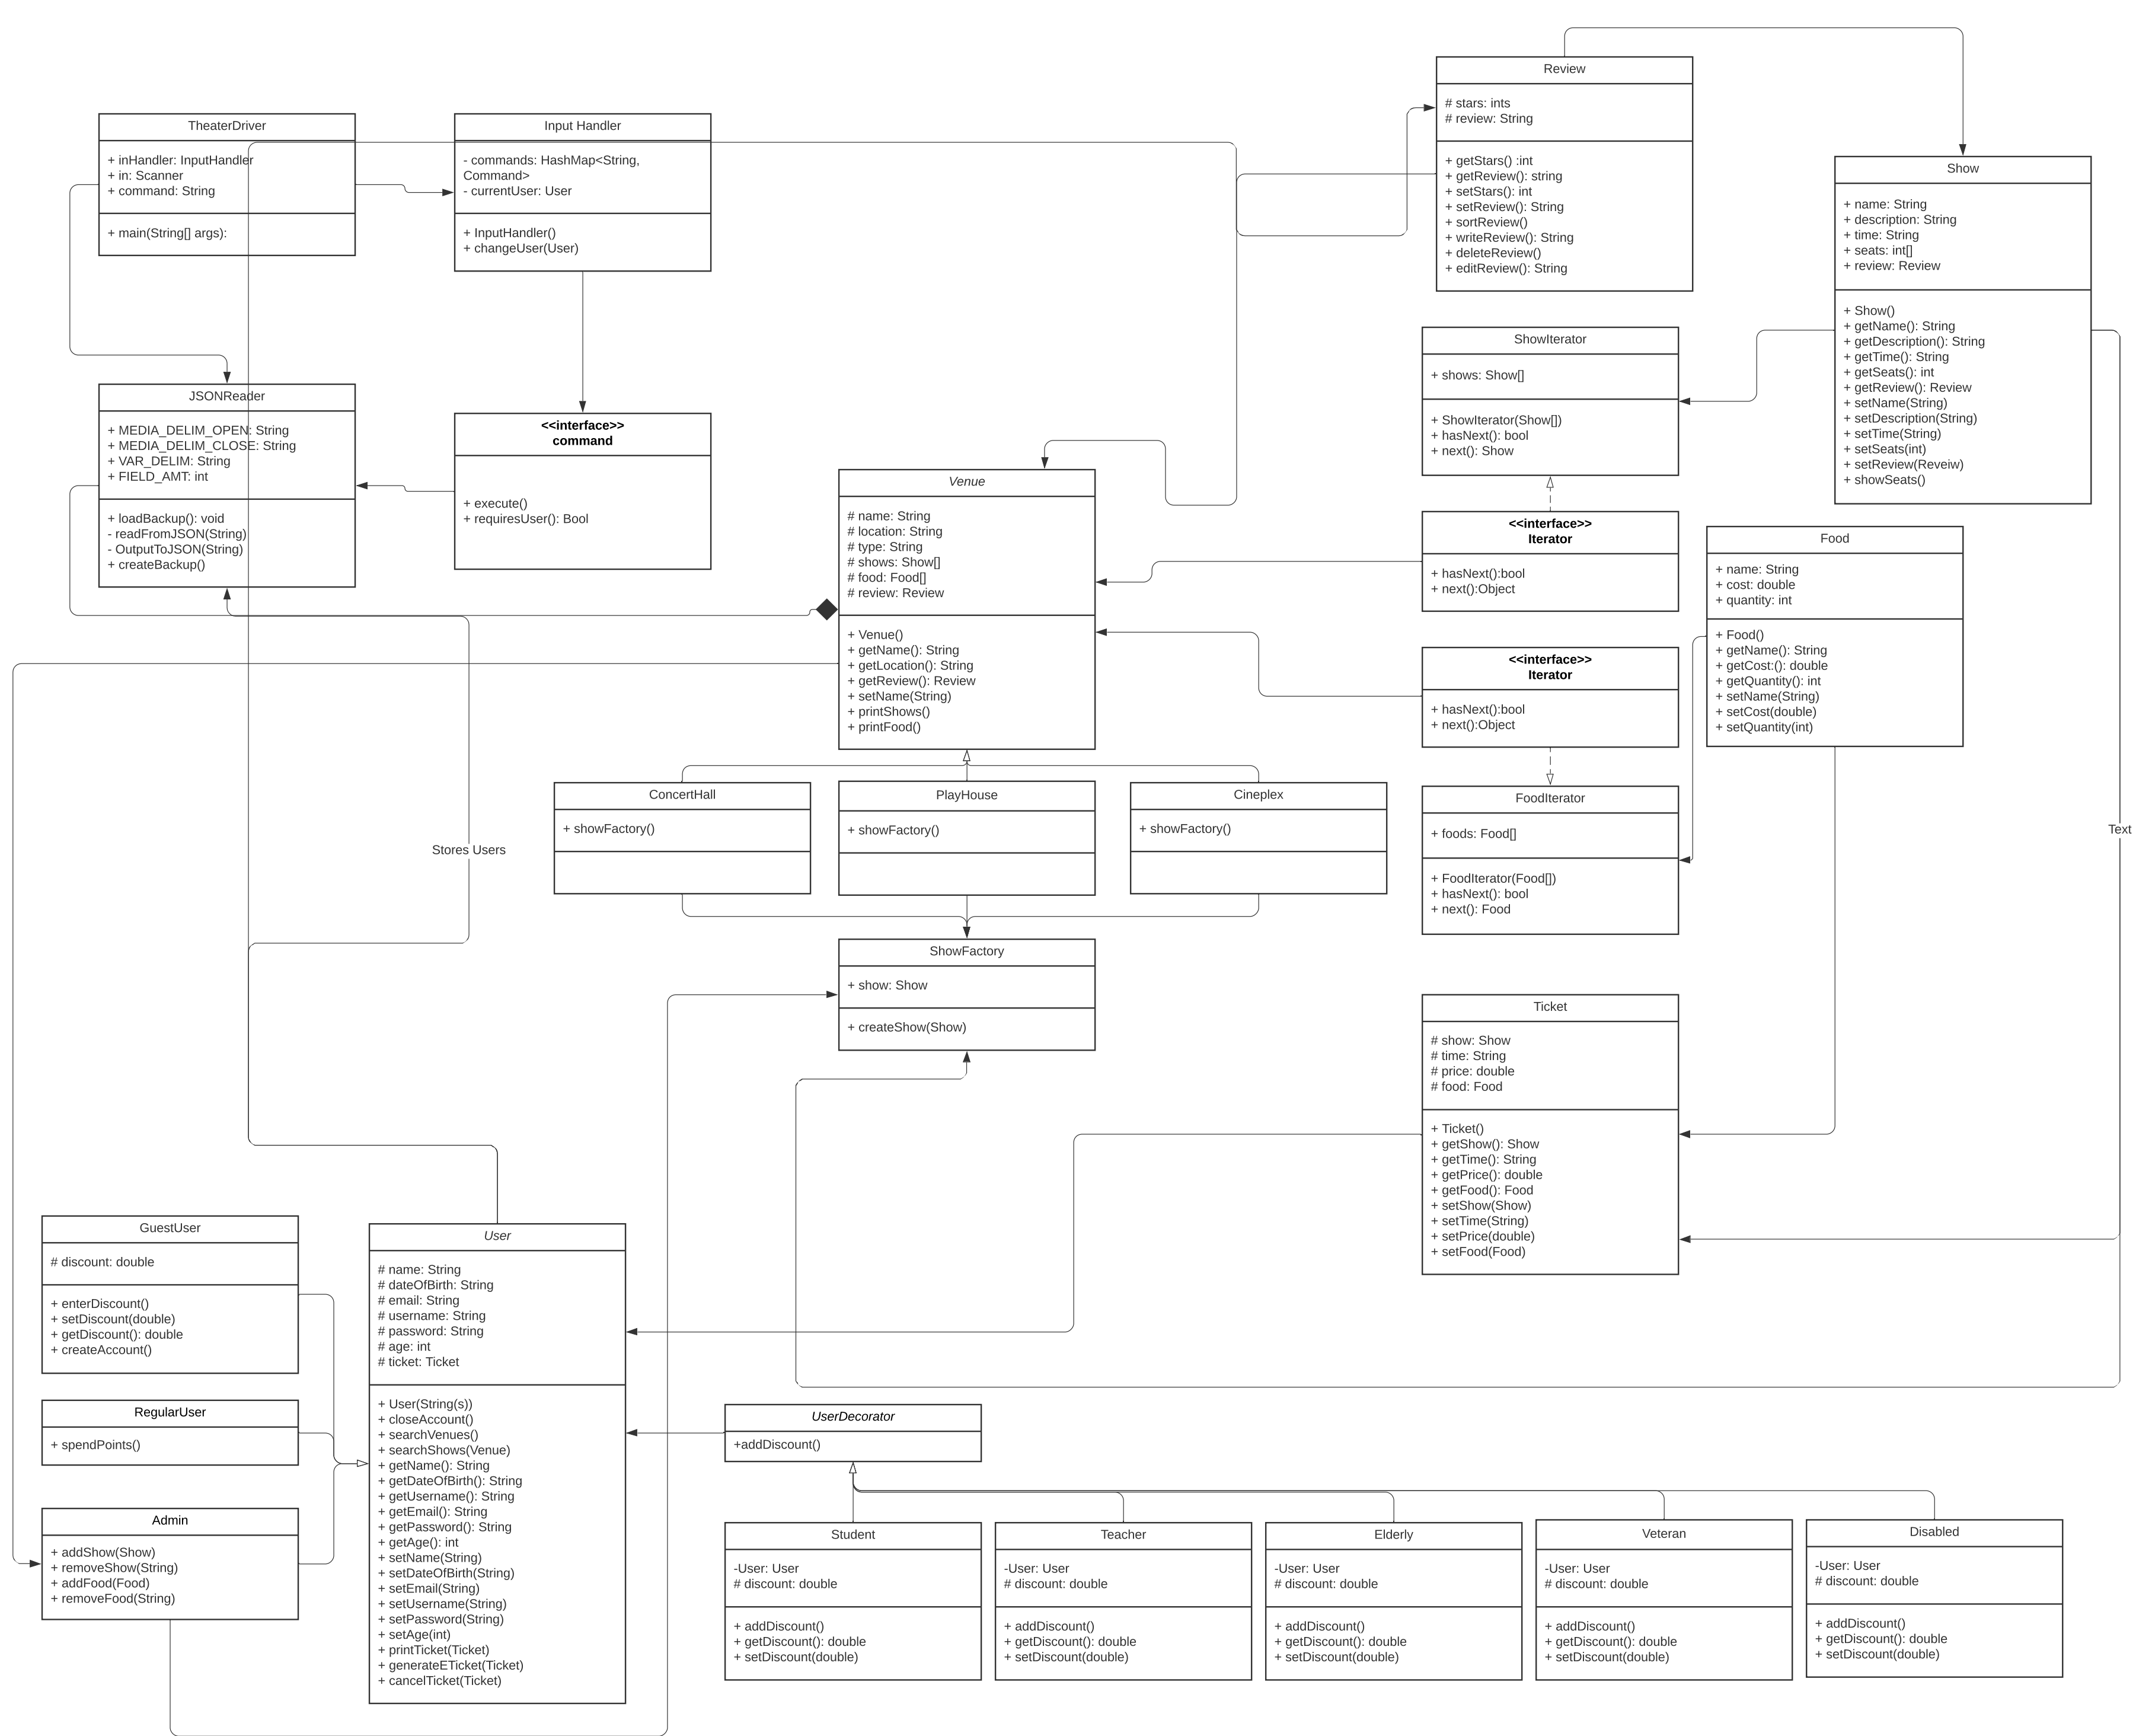 Review
# stars: ints
# review: String
+ getStars() :int
+ getReview(): string
+ setStars(): int
+ setReview(): String
+ sortReview()
+ writeReview(): String
+ deleteReview()
+ editReview(): String
TheaterDriver
+ inHandler: InputHandler
+ in: Scanner
+ command: String
+ main(String[] args):
Input Handler
- commands: HashMap<String,
Command>
- currentUser: User
+ InputHandler()
+ changeUser(User)
Show
+ name: String
+ description: String
+ time: String
+ seats: int[]
+ review: Review
+ Show()
+ getName(): String
+ getDescription(): String
+ getTime(): String
+ getSeats(): int
+ getReview(): Review
+ setName(String)
+ setDescription(String)
+ setTime(String)
+ setSeats(int)
+ setReview(Reveiw)
+ showSeats()
ShowIterator
+ shows: Show[]
+ ShowIterator(Show[])
+ hasNext(): bool
+ next(): Show
JSONReader
+ MEDIA_DELIM_OPEN: String
+ MEDIA_DELIM_CLOSE: String
+ VAR_DELIM: String
+ FIELD_AMT: int
+ loadBackup(): void
- readFromJSON(String)
- OutputToJSON(String)
+ createBackup()
<<interface>>
command
+ execute()
+ requiresUser(): Bool
Venue
# name: String
# location: String
# type: String
# shows: Show[]
# food: Food[]
# review: Review
+ Venue()
+ getName(): String
+ getLocation(): String
+ getReview(): Review
+ setName(String)
+ printShows()
+ printFood()
<<interface>>
Iterator
+ hasNext():bool
+ next():Object
Food
+ name: String
+ cost: double
+ quantity: int
+ Food()
+ getName(): String
+ getCost:(): double
+ getQuantity(): int
+ setName(String)
+ setCost(double)
+ setQuantity(int)
<<interface>>
Iterator
+ hasNext():bool
+ next():Object
ConcertHall
+ showFactory()
PlayHouse
+ showFactory()
Cineplex
+ showFactory()
FoodIterator
+ foods: Food[]
+ FoodIterator(Food[])
+ hasNext(): bool
+ next(): Food
Text
Stores Users
ShowFactory
+ show: Show
+ createShow(Show)
Ticket
# show: Show
# time: String
# price: double
# food: Food
+ Ticket()
+ getShow(): Show
+ getTime(): String
+ getPrice(): double
+ getFood(): Food
+ setShow(Show)
+ setTime(String)
+ setPrice(double)
+ setFood(Food)
GuestUser
# discount: double
+ enterDiscount()
+ setDiscount(double)
+ getDiscount(): double
+ createAccount()
RegularUser
+ spendPoints()
Admin
+ addShow(Show)
+ removeShow(String)
+ addFood(Food)
+ removeFood(String)
User
# name: String
# dateOfBirth: String
# email: String
# username: String
# password: String
# age: int
# ticket: Ticket
+ User(String(s))
+ closeAccount()
+ searchVenues()
+ searchShows(Venue)
+ getName(): String
+ getDateOfBirth(): String
+ getUsername(): String
+ getEmail(): String
+ getPassword(): String
+ getAge(): int
+ setName(String)
+ setDateOfBirth(String)
+ setEmail(String)
+ setUsername(String)
+ setPassword(String)
+ setAge(int)
+ printTicket(Ticket)
+ generateETicket(Ticket)
+ cancelTicket(Ticket)
UserDecorator
+addDiscount()
Student
-User: User
# discount: double
+ addDiscount()
+ getDiscount(): double
+ setDiscount(double)
Teacher
-User: User
# discount: double
+ addDiscount()
+ getDiscount(): double
+ setDiscount(double)
Elderly
-User: User
# discount: double
+ addDiscount()
+ getDiscount(): double
+ setDiscount(double)
Veteran
-User: User
# discount: double
+ addDiscount()
+ getDiscount(): double
+ setDiscount(double)
Disabled
-User: User
# discount: double
+ addDiscount()
+ getDiscount(): double
+ setDiscount(double)